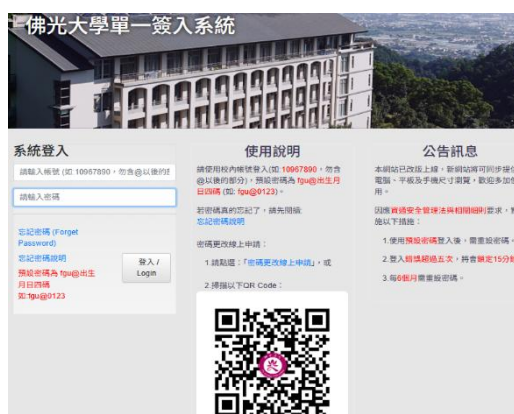 佛光大學單一簽入系統
系統登入
請輸入帳號 (如 10967890，勿含@以後的
請輸入密碼
忘記密碼 (Forget
Password)
忘記密碼說明
預設密碼為 fgu@出生
月日四碼
如:fgu@0123
登入 /
Login
使用說明
請使用校內帳號登入(如:10967890，勿含
@以後的部分)，預設密碼為 fgu@出生月
日四碼 (如: fgu@0123)。
若密碼真的忘記了，請先閱讀:
忘記密碼說明
密碼更改線上申請：
1.請點選：「密碼更改線上申請」，或
2.掃描以下QR Code：
公告訊息
本網站已改版上線，新網站將可同步提供
電腦、平板及手機尺寸瀏覽，歡迎多加使
用。
因應資通安全管理法與相關細則要求，
施以下措施：
1.使用預設密碼登入後，需重設密碼。
2.登入錯誤超過五次，將會鎖定15分鐘
3.每6個月需重設密碼。